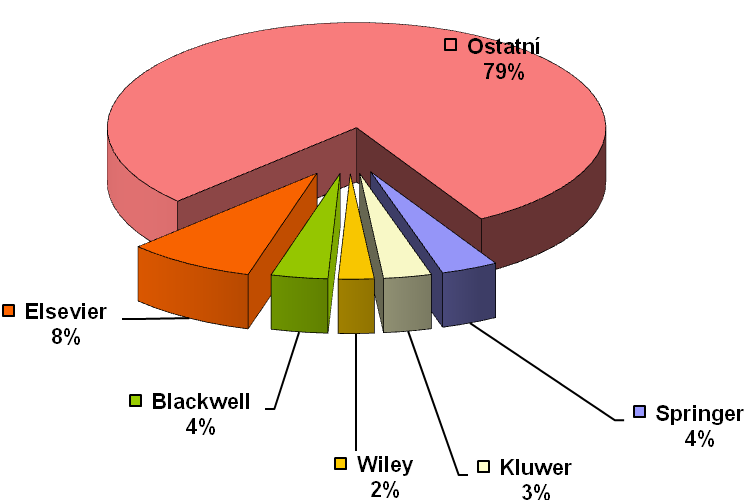 Ostatní
79%
Elsevier
8%
Blackwell
4%
Wiley
2%
Kluwer
3%
Springer
4%